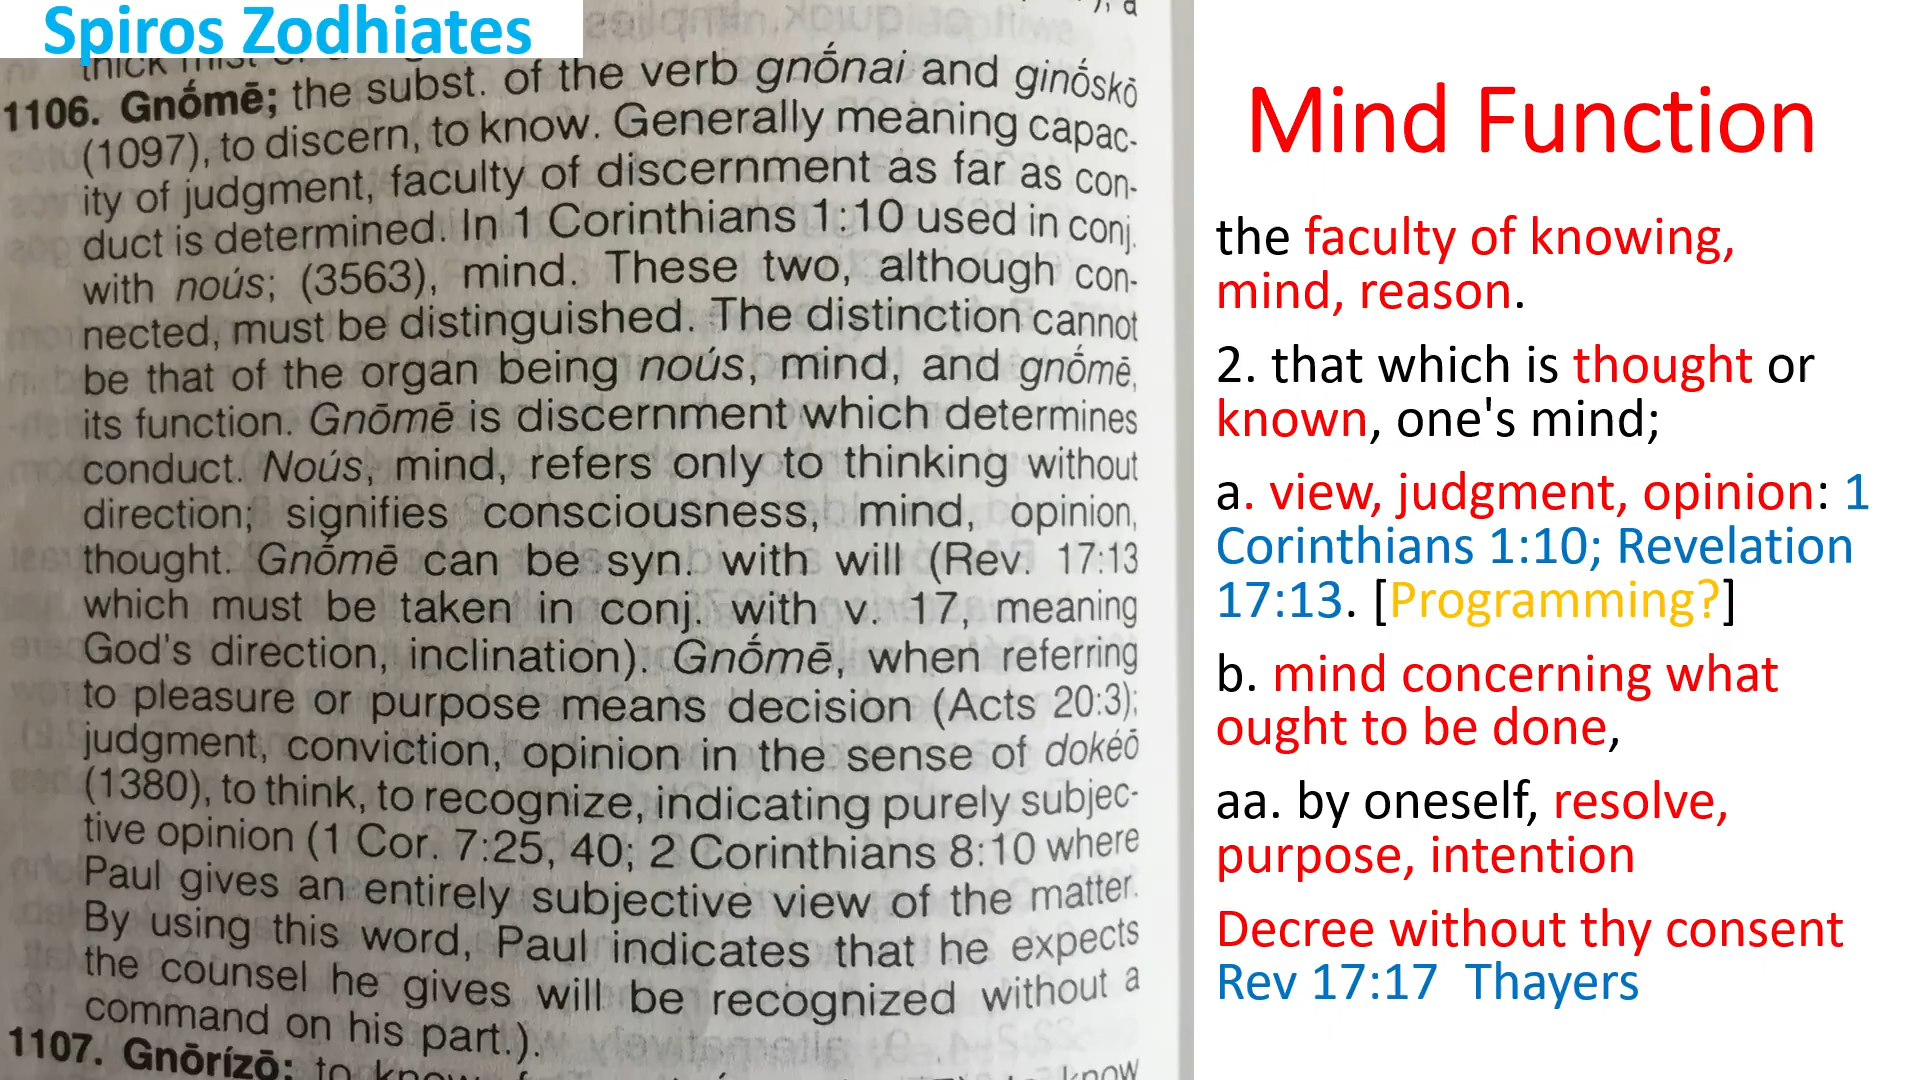 Spiros Zodhiates
1106. Gnṓmē; the subst. of the verb gnṓnai and ginṓskō
(1097), to discern, to know. Generally meaning capac-
ity of judgment, faculty of discernment as far as con-
duct is determined. In 1 Corinthians 1:10 used in conj.
with noús; (3563), mind. These two, although con-
nected, must be distinguished. The distinction cannot
be that of the organ being noús, mind, and gnṓmē,
its function. Gnōmē is discernment which determines
conduct. Noús, mind, refers only to thinking without
direction; signifies consciousness, mind, opinion,
thought. Gnṓmē can be syn. with will (Rev. 17:13
which must be taken in conj. with v. 17, meaning
God's direction, inclination). Gnṓmē, when referring
to pleasure or purpose means decision (Acts 20:3);
judgment, conviction, opinion in the sense of dokéō
(1380), to think, to recognize, indicating purely subjec-
tive opinion (1 Cor. 7:25, 40; 2 Corinthians 8:10 where
Paul gives an entirely subjective view of the matter.
By using this word, Paul indicates that he expects
the counsel he gives will be recognized without a
command on his part.).
1107. Gnōrízō; to know
Mind Function
the faculty of knowing,
mind, reason.
2. that which is thought or
known, one's mind;
a. view, judgment, opinion: 1
Corinthians 1:10; Revelation
17:13. [Programming?]
b. mind concerning what
ought to be done,
aa. by oneself, resolve,
purpose, intention
Decree without thy consent
Rev 17:17 Thayers